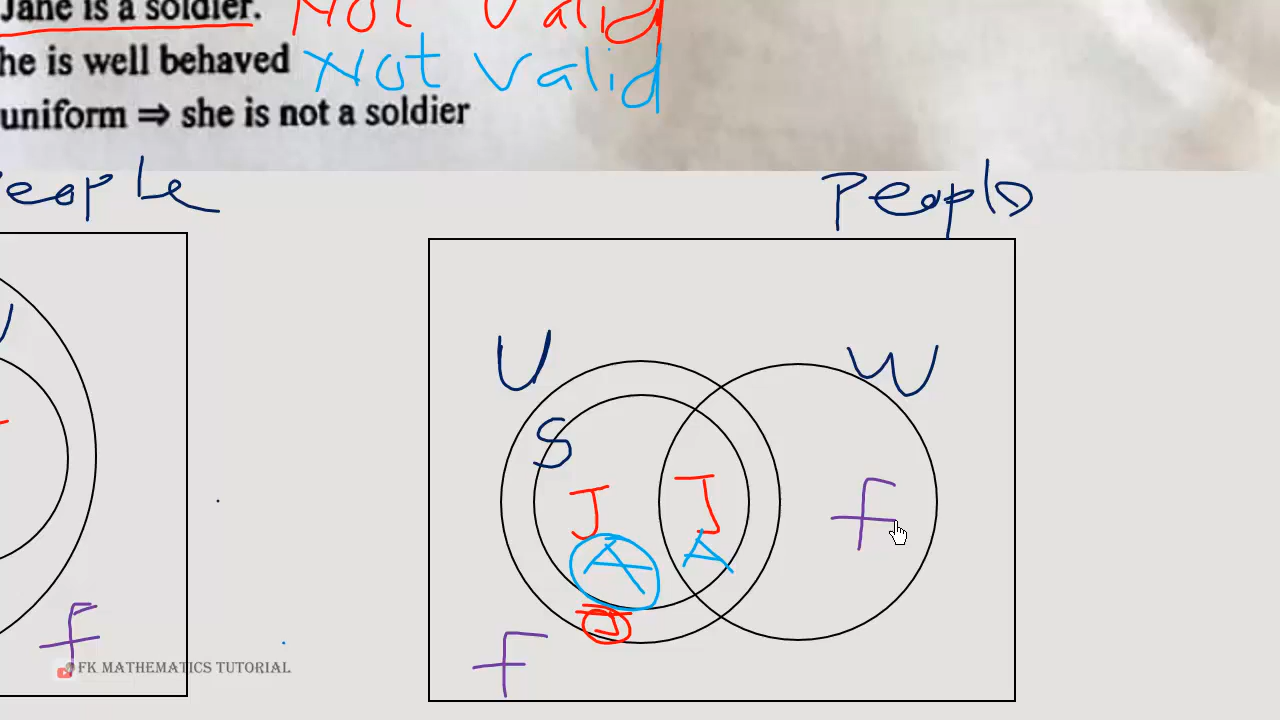 Jane is a soldier. Not Valid
he is well behaved Not Valid
uniform ⇒ she is not a soldier
eople
People
U
W
S
J J
F
A A
J
F
F
FK MATHEMATICS TUTORIAL